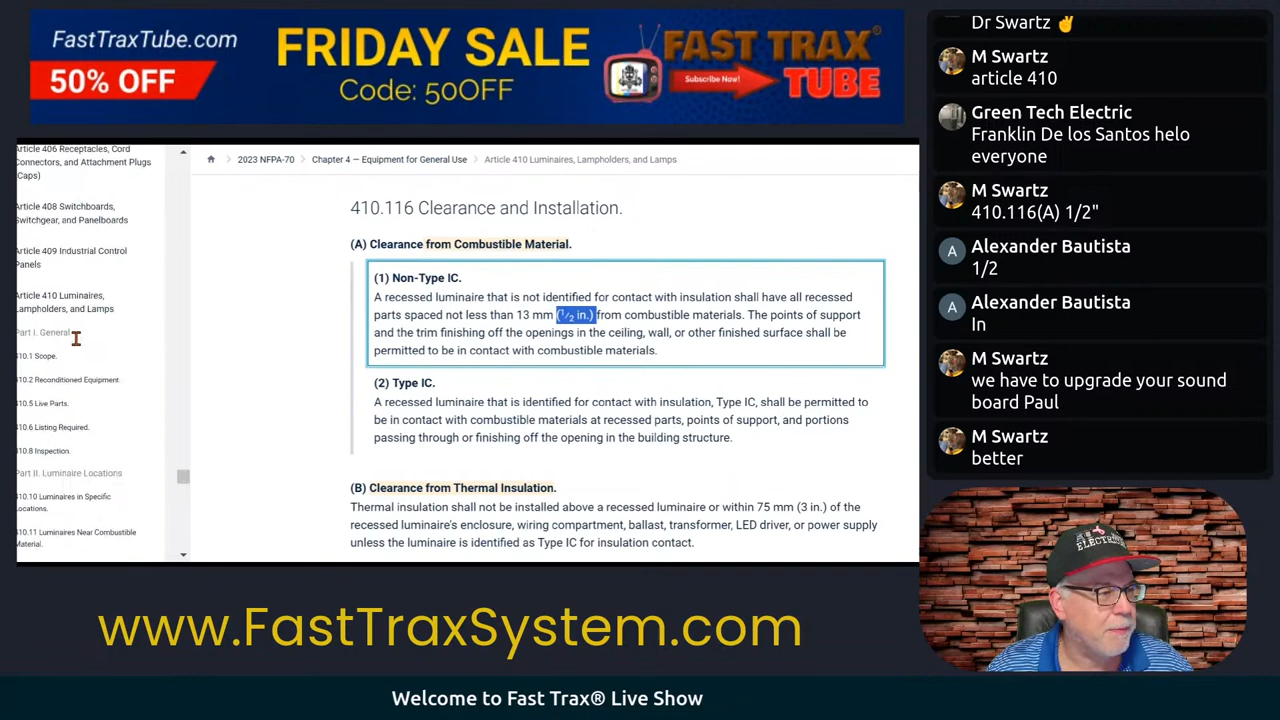 FastTraxTube.com
50% OFF
FRIDAY SALE
Code: 50OFF
FAST TRAX®
Subscribe Now!
TUBE
Article 406 Receptacles, Cord
Connectors, and Attachment Plugs
(Caps)
Article 408 Switchboards,
Switchgear, and Panelboards
Article 409 Industrial Control
Panels
Article 410 Luminaires,
Lampholders, and Lamps
Part I. General
410.1 Scope.
410.2 Reconditioned Equipment
410.5 Live Parts.
410.6 Listing Required.
410.8 Inspection.
Part II. Luminaire Locations
410.10 Luminaires in Specific
Locations.
410.11 Luminaires Near Combustible
Material.
2023 NFPA-70 > Chapter 4 — Equipment for General Use > Article 410 Luminaires, Lampholders, and Lamps
410.116 Clearance and Installation.
(A) Clearance from Combustible Material.
(1) Non-Type IC.
A recessed luminaire that is not identified for contact with insulation shall have all recessed
parts spaced not less than 13 mm (1/2 in.) from combustible materials. The points of support
and the trim finishing off the openings in the ceiling, wall, or other finished surface shall be
permitted to be in contact with combustible materials.
(2) Type IC.
A recessed luminaire that is identified for contact with insulation, Type IC, shall be permitted to
be in contact with combustible materials at recessed parts, points of support, and portions
passing through or finishing off the opening in the building structure.
(B) Clearance from Thermal Insulation.
Thermal insulation shall not be installed above a recessed luminaire or within 75 mm (3 in.) of the
recessed luminaire's enclosure, wiring compartment, ballast, transformer, LED driver, or power supply
unless the luminaire is identified as Type IC for insulation contact.
Dr Swartz ✌
M Swartz
article 410
Green Tech Electric
Franklin De los Santos helo
everyone
M Swartz
410.116(A) 1/2"
A
Alexander Bautista
1/2
A
Alexander Bautista
In
M Swartz
we have to upgrade your sound
board Paul
M Swartz
better
www.FastTraxSystem.com
Welcome to Fast Trax® Live Show